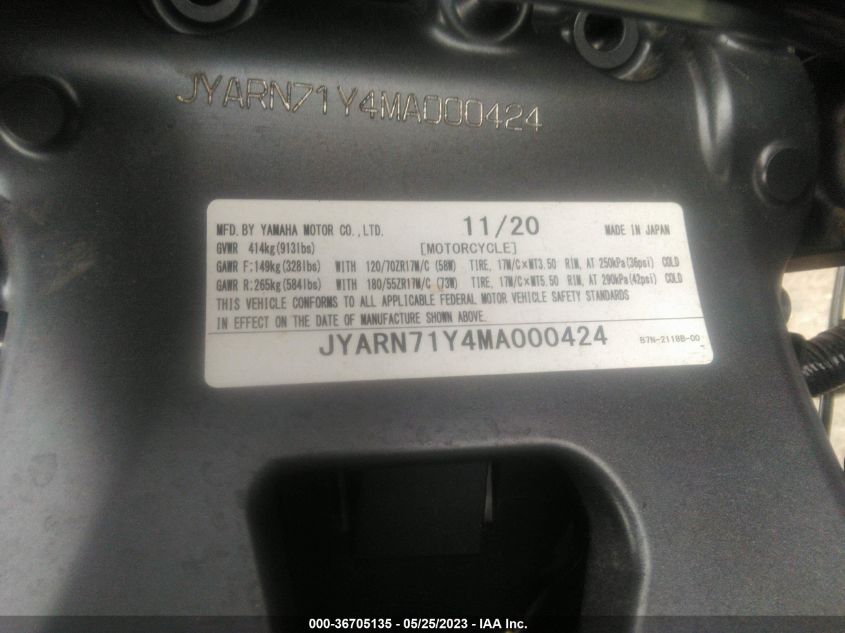 JYARN71Y4MA000424
MFD. BY YAMAHA MOTOR CO.,LTD. 11/20 MADE IN JAPAN
GVWR 414kg(913lbs) [MOTORCYCLE]
GAWR F:149kg(328lbs) WITH 120/70ZR17M/C (58W) TIRE, 17M/C×MT3.50 RIM, AT 250kPa(36psi) COLD
GAWR R:265kg(584lbs) WITH 180/55ZR17M/C (73W) TIRE, 17M/C×MT5.50 RIM, AT 290kPa(42psi) COLD
THIS VEHICLE CONFORMS TO ALL APPLICABLE FEDERAL MOTOR VEHICLE SAFETY STANDARDS
IN EFFECT ON THE DATE OF MANUFACTURE SHOWN ABOVE.
JYARN71Y4MA000424 B7N-2118B-00
000-36705135 - 05/25/2023 - IAA Inc.